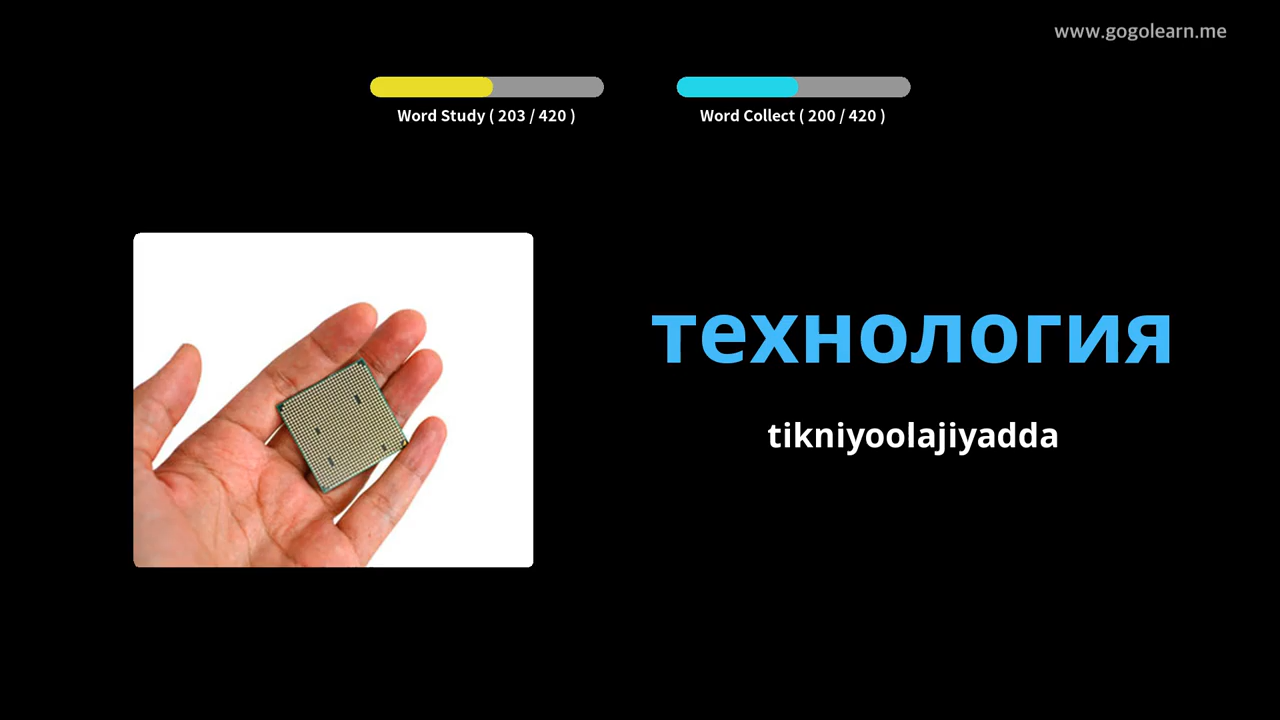 www.gogolearn.me
Word Study ( 203 / 420 )
Word Collect ( 200 / 420 )
технология
tikniyoolajiyadda